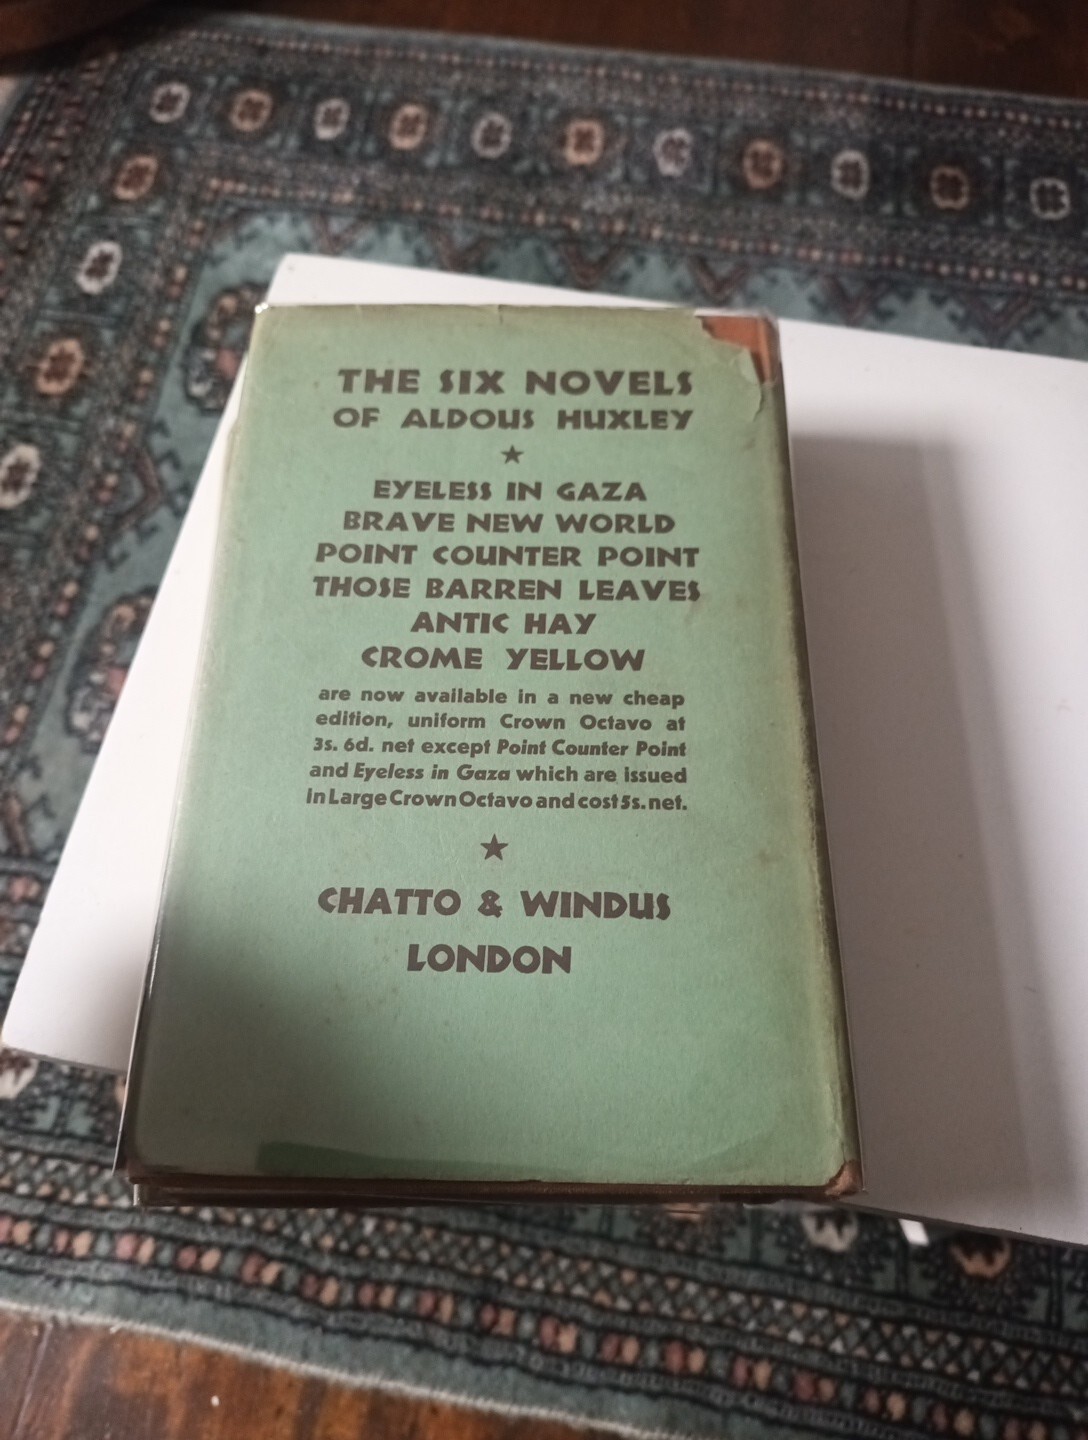 THE SIX NOVELS
OF ALDOUS HUXLEY
EYELESS IN GAZA
BRAVE NEW WORLD
POINT COUNTER POINT
THOSE BARREN LEAVES
ANTIC HAY
CROME YELLOW
are now available in a new cheap
edition, uniform Crown Octavo at
3s. 6d. net except Point Counter Point
and Eyeless in Gaza which are issued
in Large Crown Octavo and cost 5s. net.
CHATTO & WINDUS
LONDON